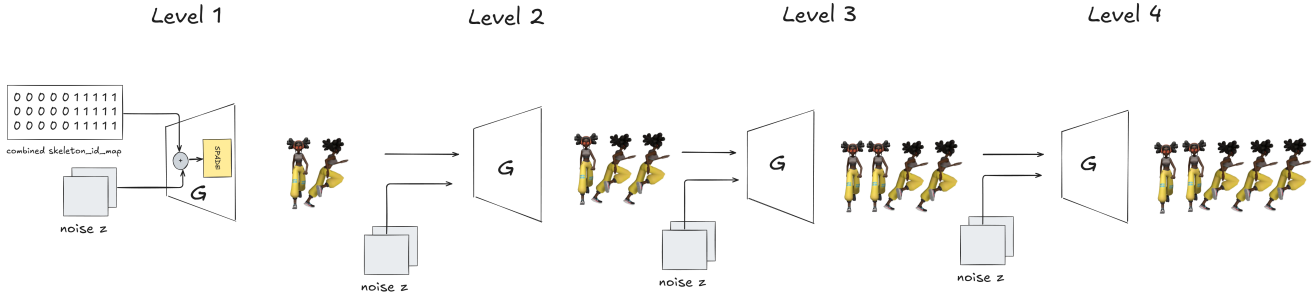 Level 1
Level 2
Level 3
Level 4
0 0 0 0 0 1 1 1 1 1
0 0 0 0 0 1 1 1 1 1
0 0 0 0 0 1 1 1 1 1
combined skeleton_id_map
+
SPADE
G
noise z
G
noise z
G
noise z
G
noise z